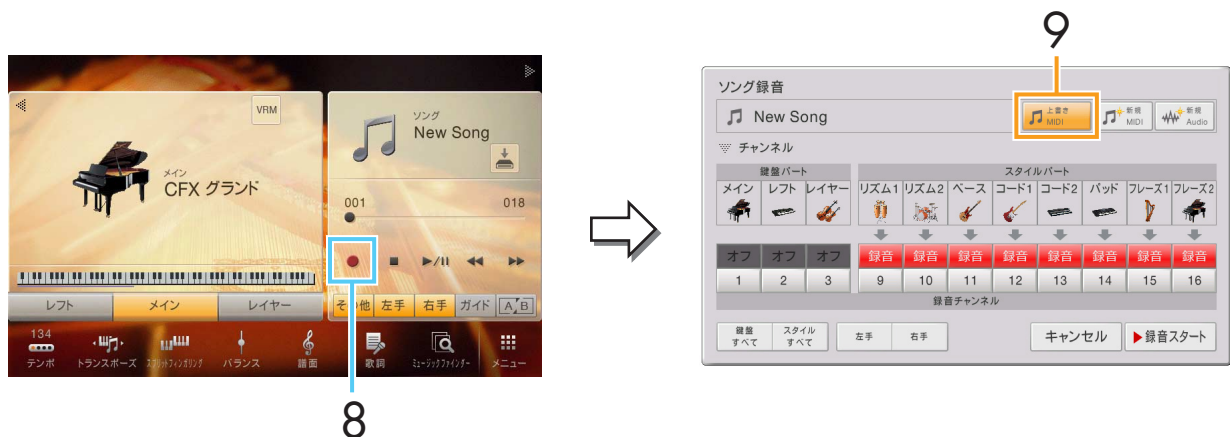 9
VRM
メイン
CFX グランド
ソング
New Song
001 018
レフト メイン レイヤー
その他 左手 右手 ガイド A B
134
テンポ トランスポーズ スプリット/フィンガリング バランス 譜面 歌詞 ミュージックファインダー メニュー
8
ソング録音
New Song
上書き MIDI
新規 MIDI
新規 Audio
チャンネル
鍵盤パート スタイルパート
メイン レフト レイヤー リズム1 リズム2 ベース コード1 コード2 パッド フレーズ1 フレーズ2
オフ オフ オフ 録音 録音 録音 録音 録音 録音 録音 録音
1 2 3 9 10 11 12 13 14 15 16
録音チャンネル
鍵盤 すべて
スタイル すべて
左手 右手
キャンセル 録音スタート